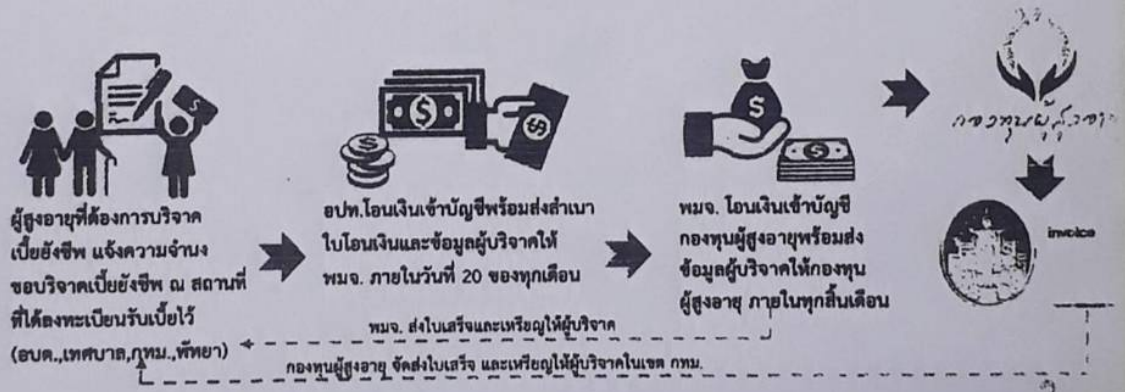 ผู้สูงอายุที่ต้องการบริจาค
เบี้ยยังชีพ แจ้งความจำนง
ขอบริจาคเบี้ยยังชีพ ณ สถานที่
ที่ได้ลงทะเบียนรับเบี้ยไว้
(อบต.,เทศบาล,กทม.,พัทยา)
อปท.โอนเงินเข้าบัญชีพร้อมส่งสำเนา
ใบโอนเงินและข้อมูลผู้บริจาคให้
พมจ. ภายในวันที่ 20 ของทุกเดือน
พมจ. โอนเงินเข้าบัญชี
กองทุนผู้สูงอายุพร้อมส่ง
ข้อมูลผู้บริจาคให้กองทุน
ผู้สูงอายุ ภายในทุกสิ้นเดือน
กองทุนผู้สูงอายุ
invoice
พมจ. ส่งใบเสร็จและเหรียญให้ผู้บริจาค
กองทุนผู้สูงอายุ จัดส่งใบเสร็จ และเหรียญให้ผู้บริจาคในเขต กทม.